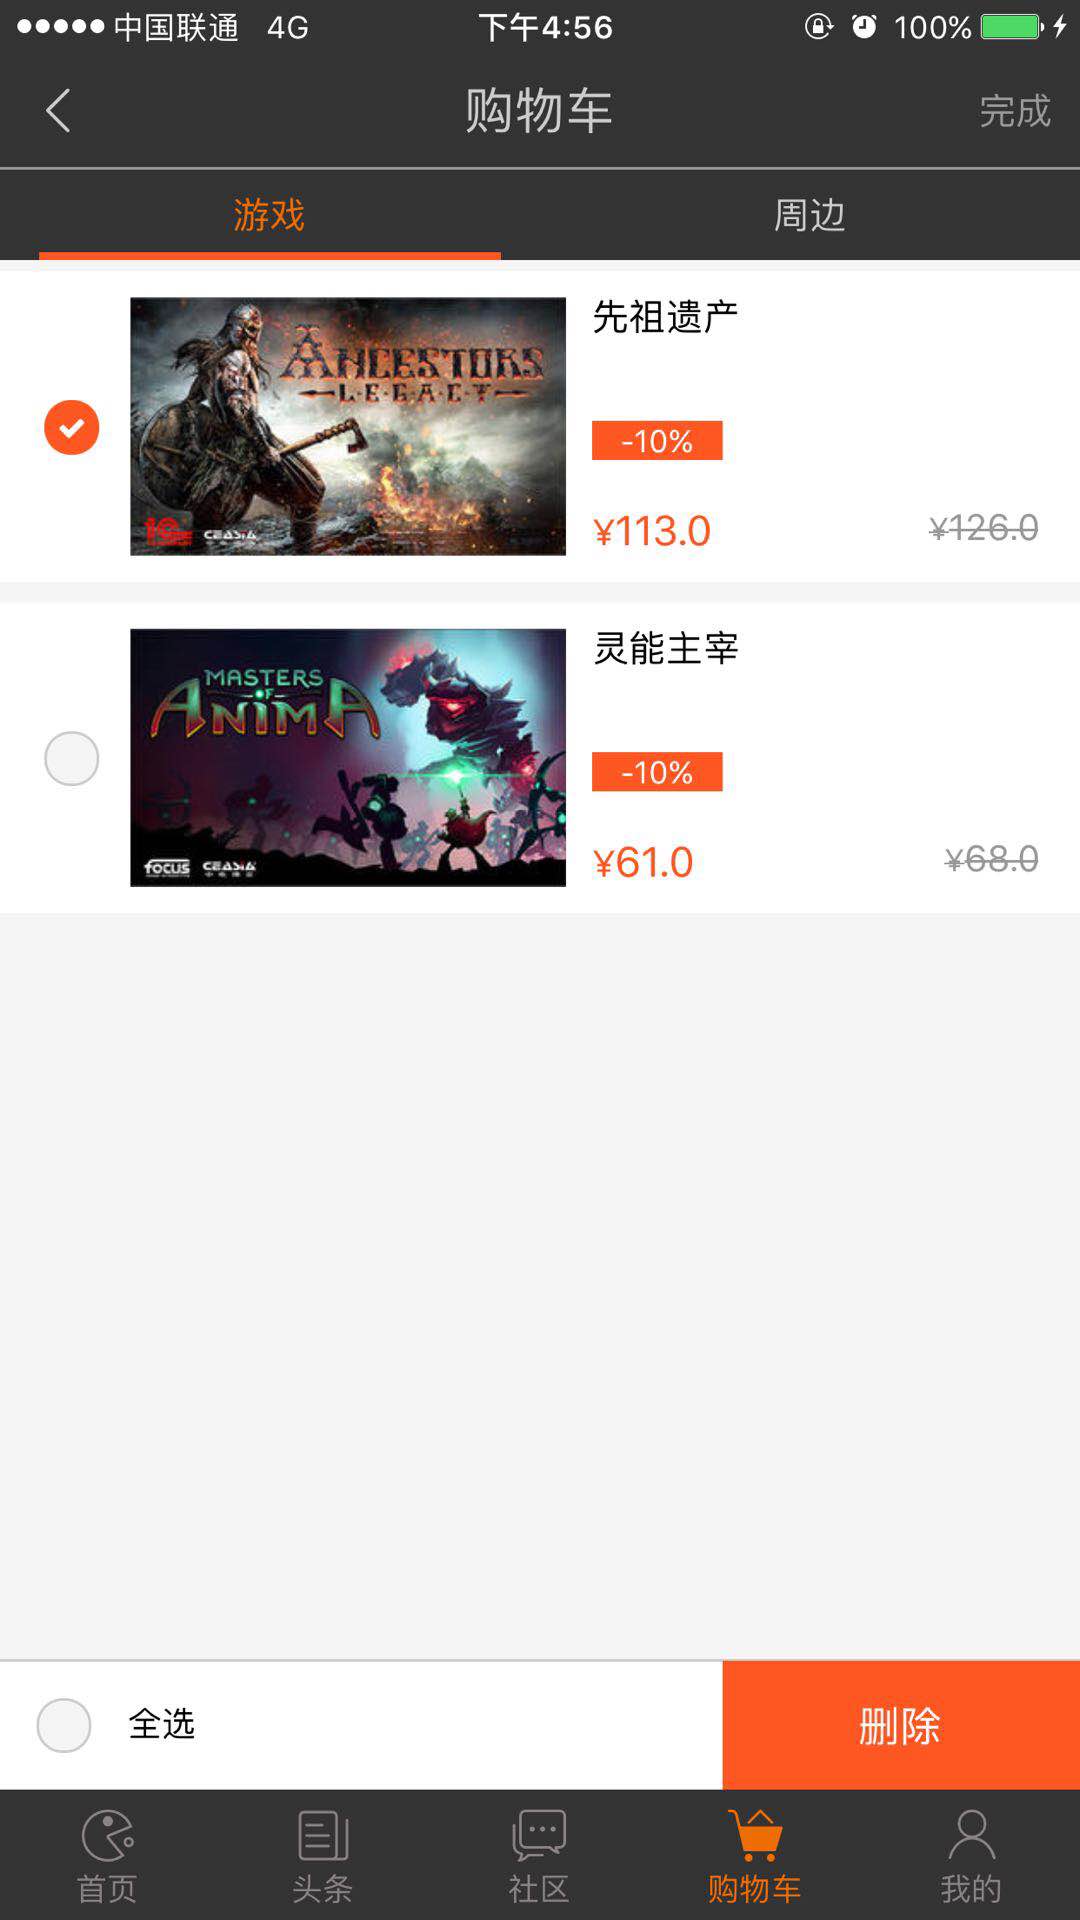 中国联通 4G 下午4:56 100%
购物车 完成
游戏 周边
先祖遗产
ANCESTORS
LEGACY
-10%
1C CEASIA
¥113.0 ¥126.0
灵能主宰
MASTERS
OF
ANIMA
-10%
¥61.0 ¥68.0
FOCUS CEASIA
全选 删除
首页 头条 社区 购物车 我的